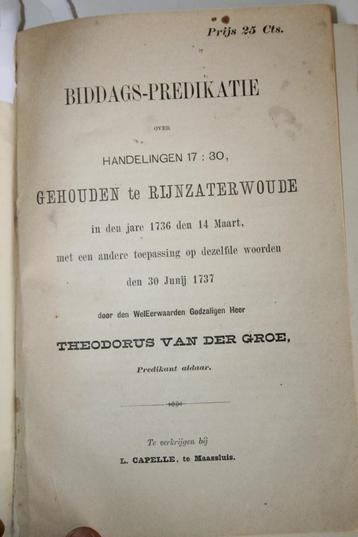 Prijs 25 Cts.
BIDDAGS-PREDIKATIE
OVER
HANDELINGEN 17 : 30,
GEHOUDEN te RIJNZATERWOUDE
in den jare 1736 den 14 Maart,
met een andere toepassing op dezelfde woorden
den 30 Junij 1737
door den WelEerwaarden Godzaligen Heer
THEODORUS VAN DER GROE,
Predikant aldaar.
Te verkrijgen bij
L. CAPELLE, te Maassluis.